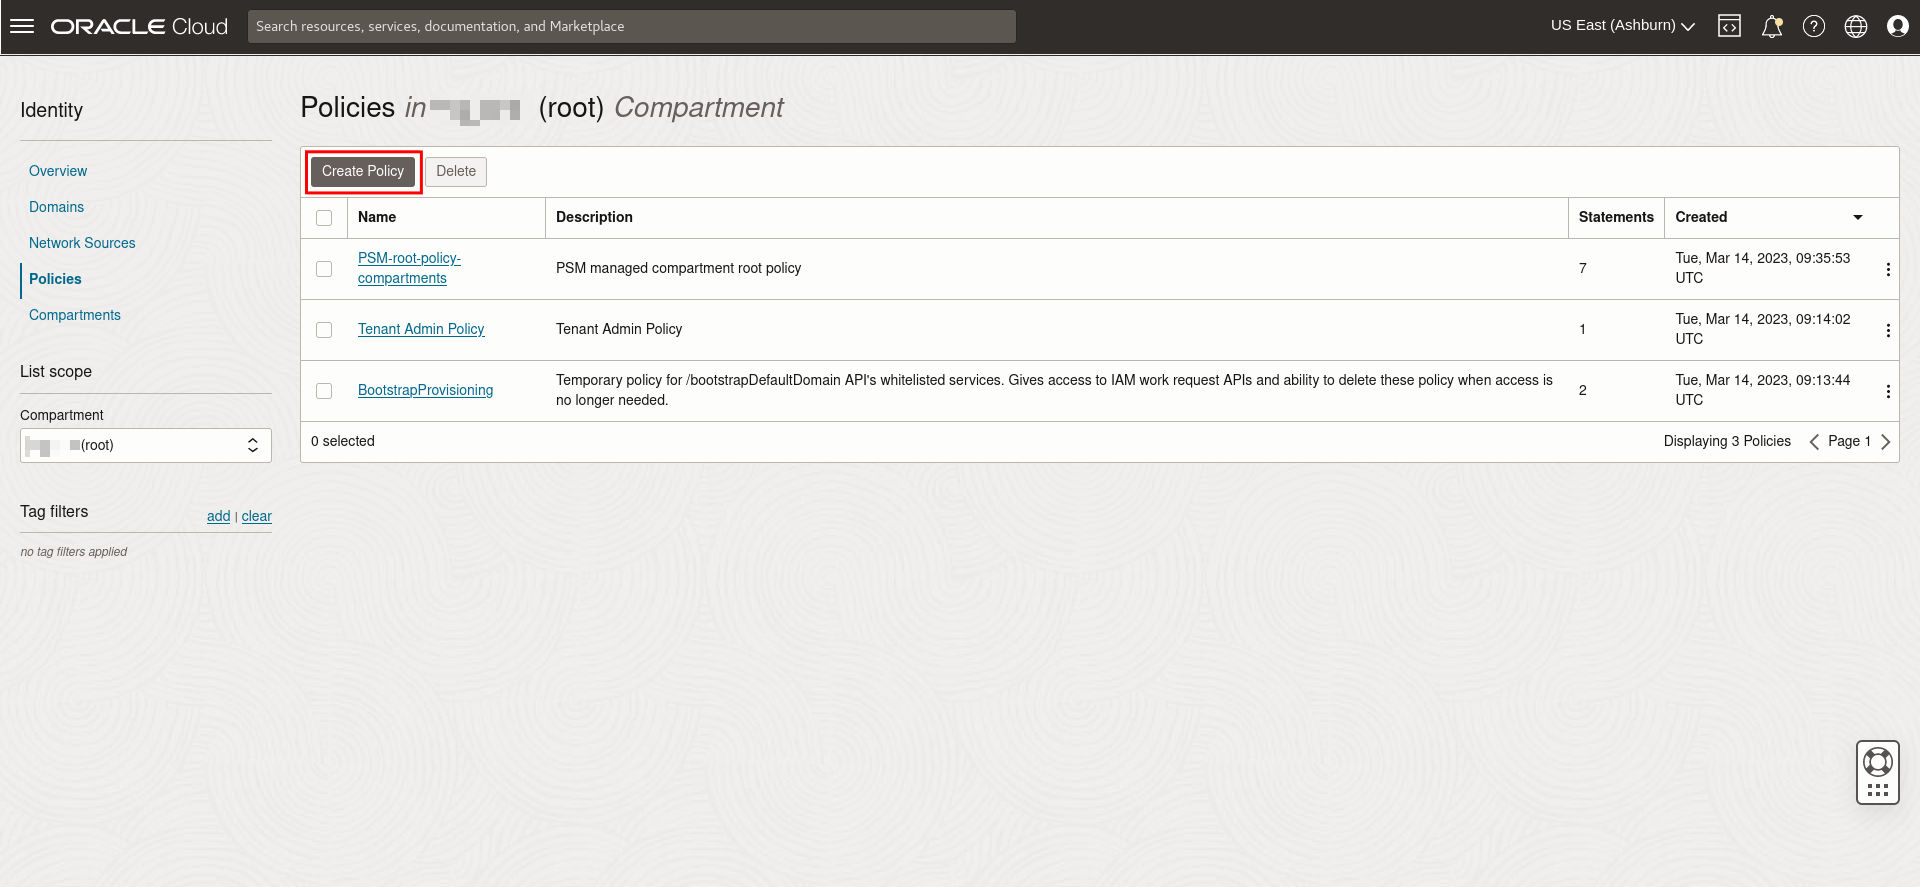 ORACLE Cloud
Search resources, services, documentation, and Marketplace
US East (Ashburn)
Identity
Overview
Domains
Network Sources
Policies
Compartments
List scope
Compartment
(root)
Tag filters
add | clear
no tag filters applied
Policies in (root) Compartment
Create Policy
Delete
Name Description Statements Created
PSM-root-policy-
compartments
PSM managed compartment root policy
7
Tue, Mar 14, 2023, 09:35:53
UTC
Tenant Admin Policy
Tenant Admin Policy
1
Tue, Mar 14, 2023, 09:14:02
UTC
BootstrapProvisioning
Temporary policy for /bootstrapDefaultDomain API's whitelisted services. Gives access to IAM work request APIs and ability to delete these policy when access is
no longer needed.
2
Tue, Mar 14, 2023, 09:13:44
UTC
0 selected
Displaying 3 Policies
Page 1